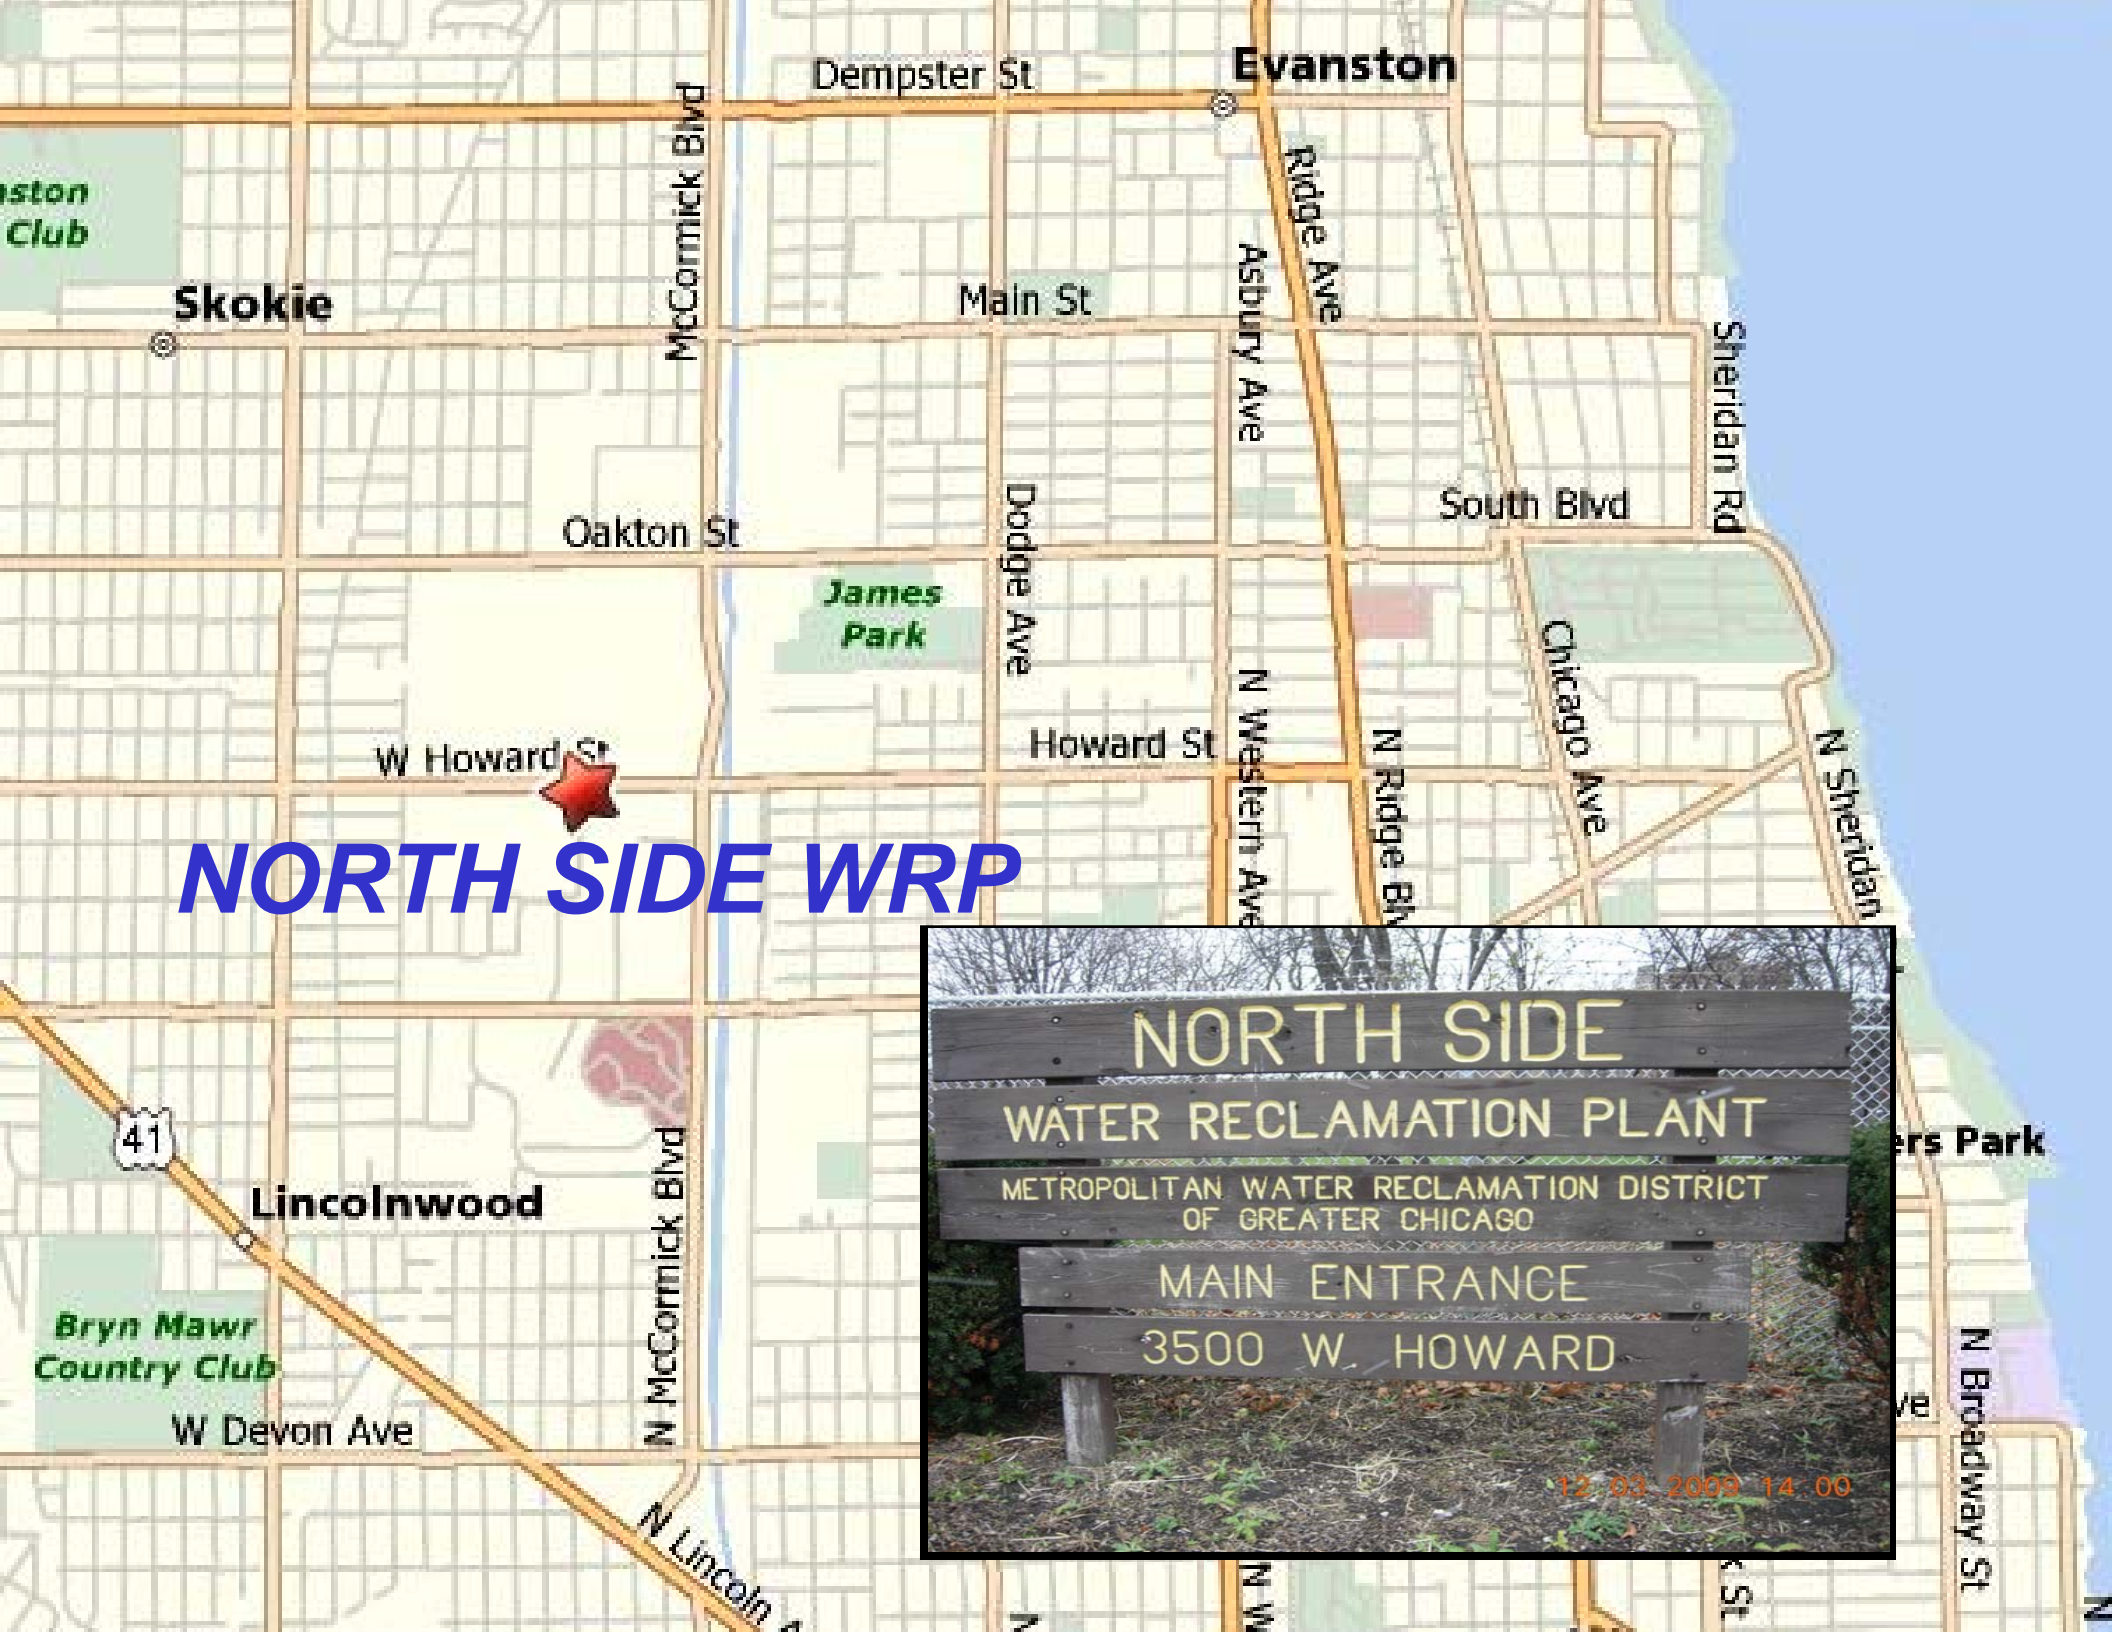 Dempster St
Evanston
McCormick Blvd
Ridge Ave
Club
Skokie
Main St
Asbury Ave
Sheridan Rd
South Blvd
Oakton St
Dodge Ave
James
Park
Chicago Ave
N Western Ave
W Howard St
Howard St
N Ridge
N Sheridan
NORTH SIDE WRP
NORTH SIDE
WATER RECLAMATION PLANT
METROPOLITAN WATER RECLAMATION DISTRICT
OF GREATER CHICAGO
MAIN ENTRANCE
3500 W. HOWARD
12 03 2009 14 00
41
Park
Lincolnwood
N McCormick Blvd
Bryn Mawr
Country Club
W Devon Ave
N Broadway St
N Lincoln
St